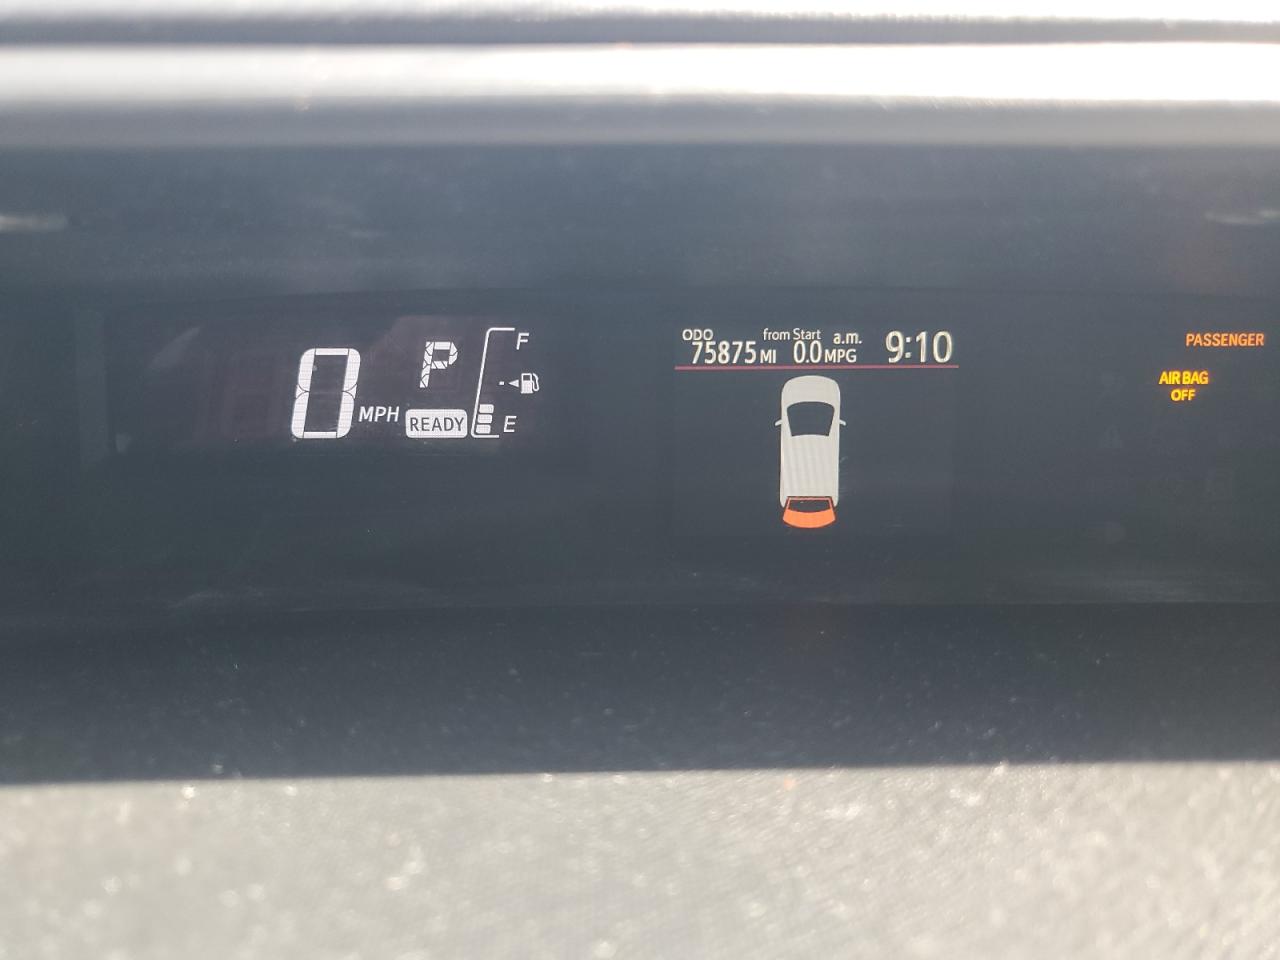 0 MPH
P
READY
F
E
ODO 75875 MI
from Start 0.0 MPG
a.m. 9:10
PASSENGER
AIR BAG
OFF